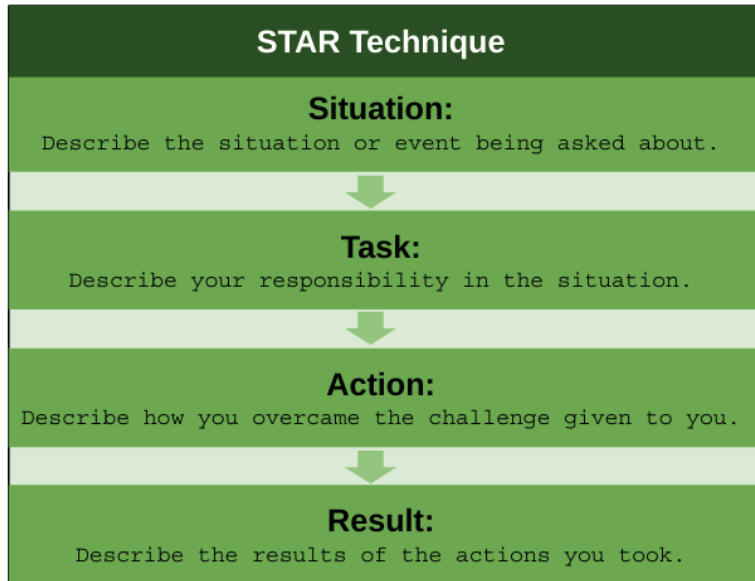 STAR Technique
Situation:
Describe the situation or event being asked about.
Task:
Describe your responsibility in the situation.
Action:
Describe how you overcame the challenge given to you.
Result:
Describe the results of the actions you took.